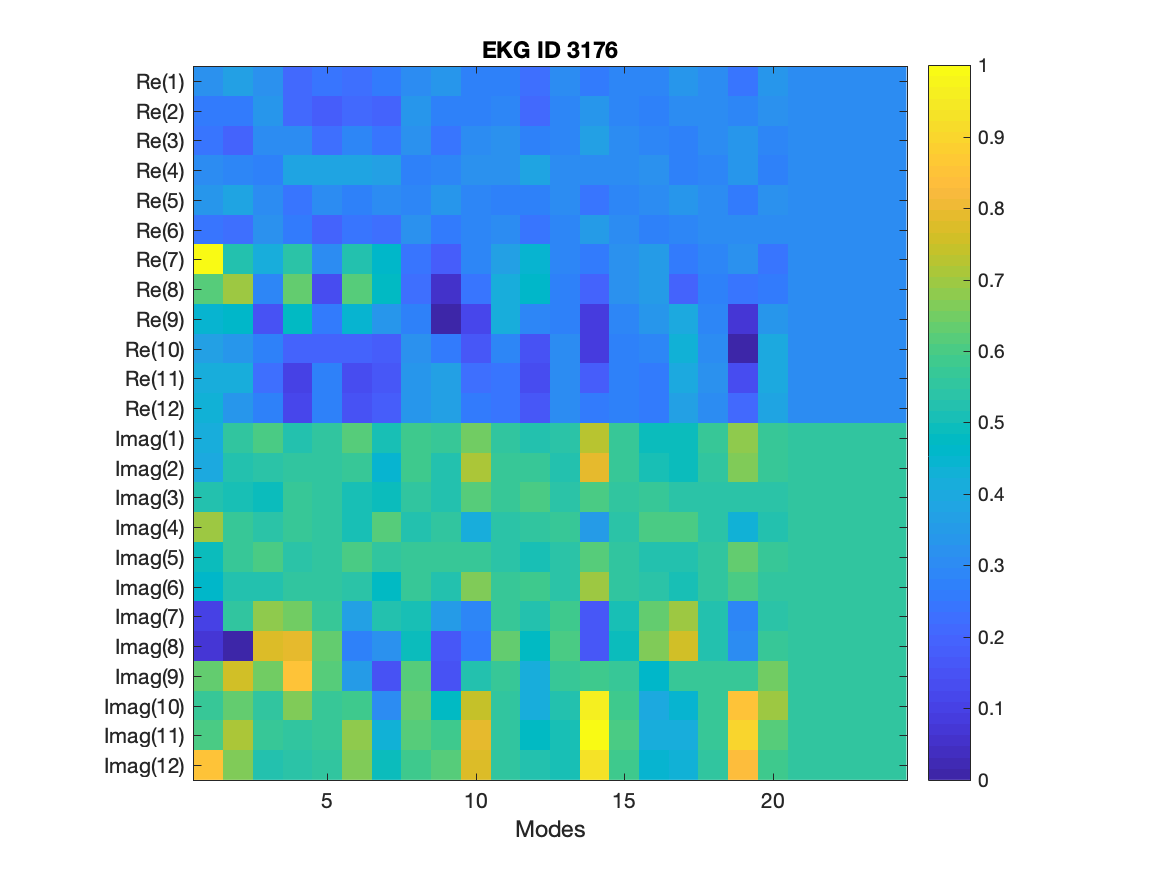 EKG ID 3176
Re(1)
Re(2)
Re(3)
Re(4)
Re(5)
Re(6)
Re(7)
Re(8)
Re(9)
Re(10)
Re(11)
Re(12)
Imag(1)
Imag(2)
Imag(3)
Imag(4)
Imag(5)
Imag(6)
Imag(7)
Imag(8)
Imag(9)
Imag(10)
Imag(11)
Imag(12)
5 10 15 20
Modes
1
0.9
0.8
0.7
0.6
0.5
0.4
0.3
0.2
0.1
0